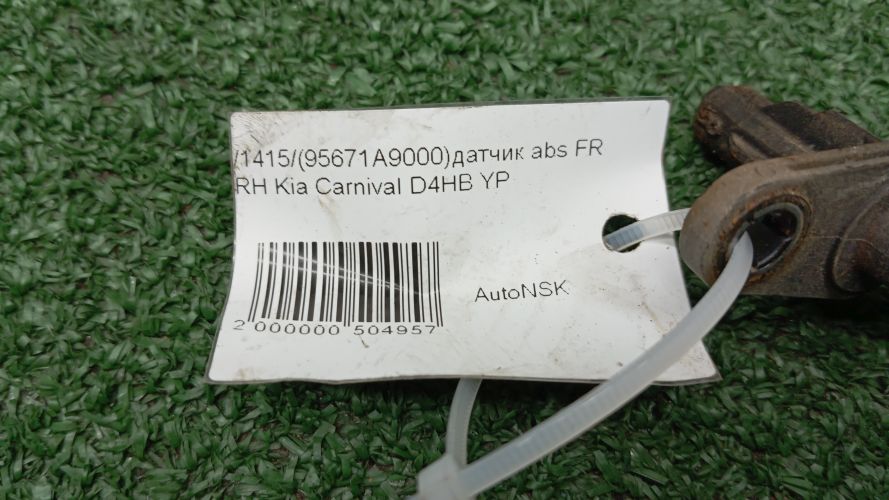 /1415/(95671A9000)датчик abs FR
RH Kia Carnival D4HB YP
AutoNSK
2 000000 504957